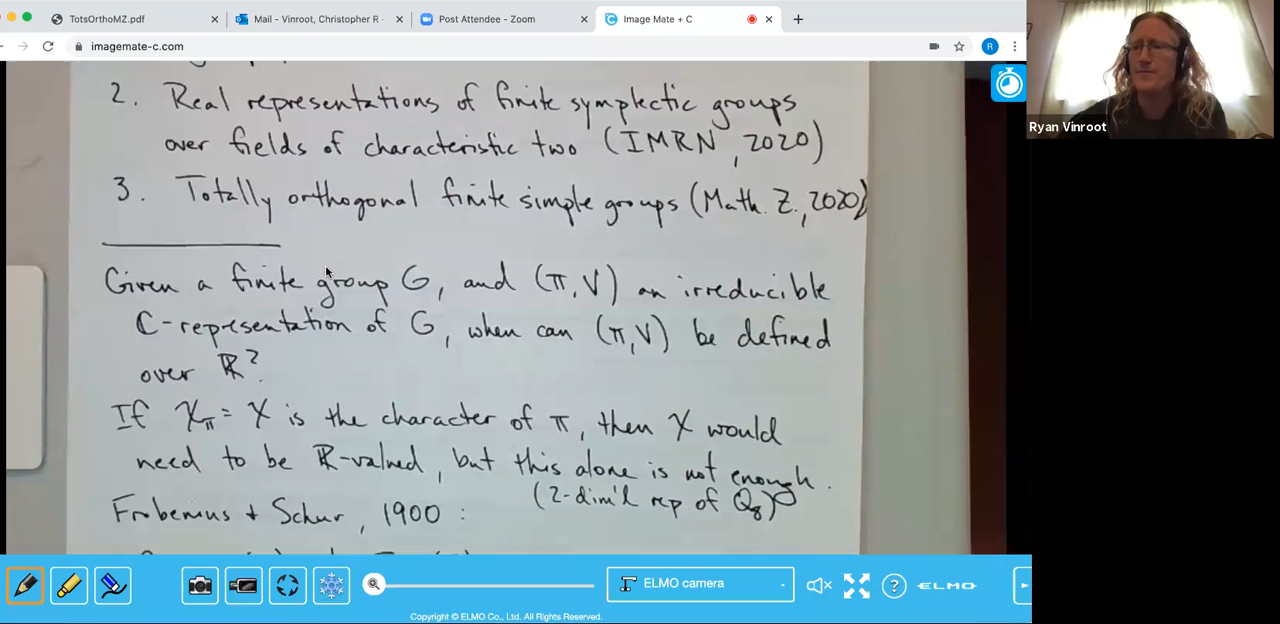 TotsOrthoMZ.pdf
Mail - Vinroot, Christopher R -
Post Attendee - Zoom
Image Mate + C
imagemate-c.com
R
2. Real representations of finite symplectic groups
over fields of characteristic two (IMRN, 2020)
3. Totally orthogonal finite simple groups (Math. Z., 2020)
Given a finite group G, and (π, V) an irreducible
ℂ-representation of G, when can (π, V) be defined
over ℝ?
If χ_π = χ is the character of π, then χ would
need to be ℝ-valued, but this alone is not enough.
(2-dim'l rep of Q₈)
Frobenius + Schur, 1900 :
Ryan Vinroot
ELMO camera
ELMO
Copyright © ELMO Co., Ltd. All Rights Reserved.